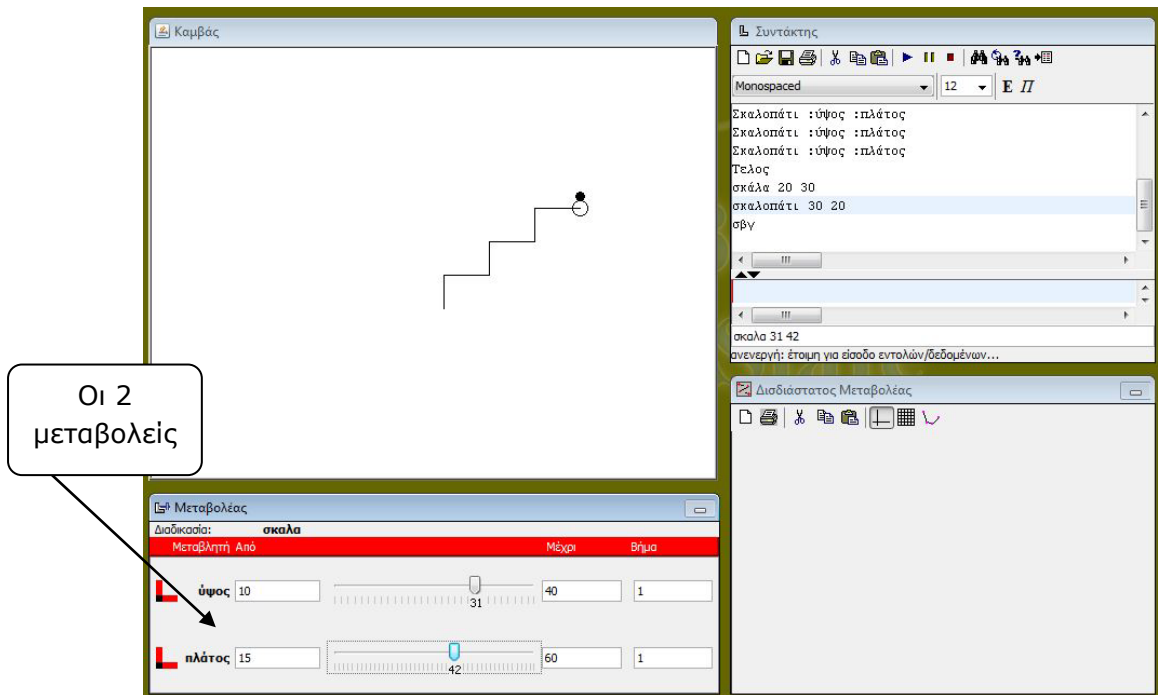 Καμβάς
Οι 2
μεταβολείς
Μεταβολέας
Διαδικασία: σκαλα
Μεταβλητή Από Μέχρι Βήμα
ύψος 10 31 40 1
πλάτος 15 42 60 1
Συντάκτης
Monospaced 12 Ε Π
Σκαλοπάτι :ύψος :πλάτος
Σκαλοπάτι :ύψος :πλάτος
Σκαλοπάτι :ύψος :πλάτος
Τελος
σκάλα 20 30
σκαλοπάτι 30 20
σβγ
σκαλα 31 42
ανενεργή: έτοιμη για είσοδο εντολών/δεδομένων...
Δισδιάστατος Μεταβολέας